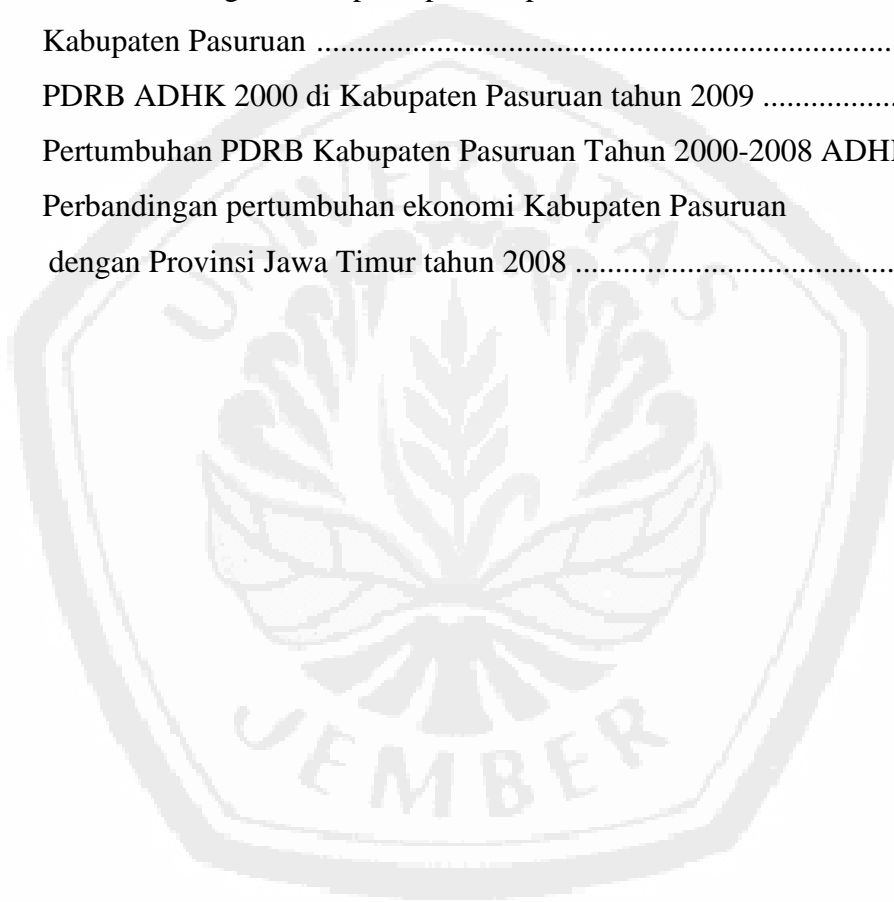 Kabupaten Pasuruan ........................................................................
PDRB ADHK 2000 di Kabupaten Pasuruan tahun 2009 .................
Pertumbuhan PDRB Kabupaten Pasuruan Tahun 2000-2008 ADH
Perbandingan pertumbuhan ekonomi Kabupaten Pasuruan
dengan Provinsi Jawa Timur tahun 2008 ........................................
UNIVERSITAS
JEMBER